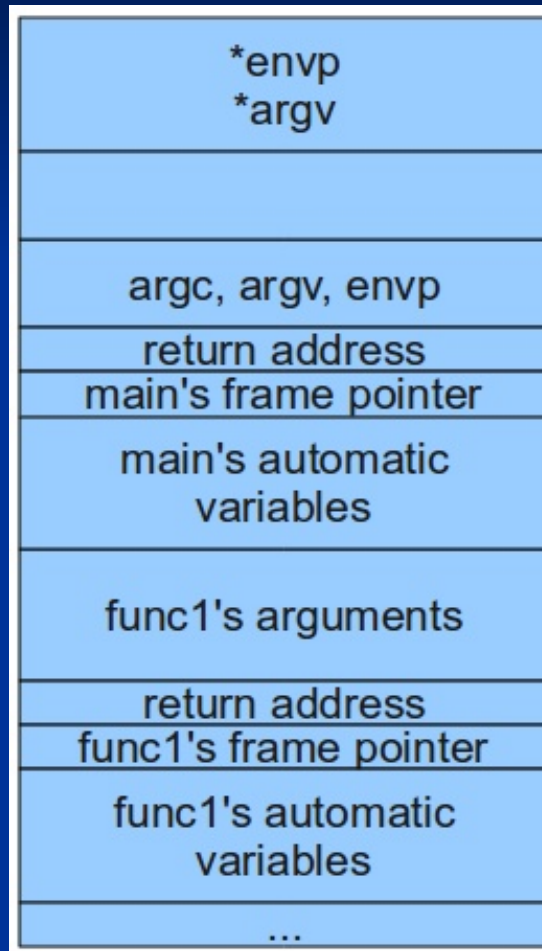 *envp
*argv
argc, argv, envp
return address
main's frame pointer
main's automatic
variables
func1's arguments
return address
func1's frame pointer
func1's automatic
variables
...